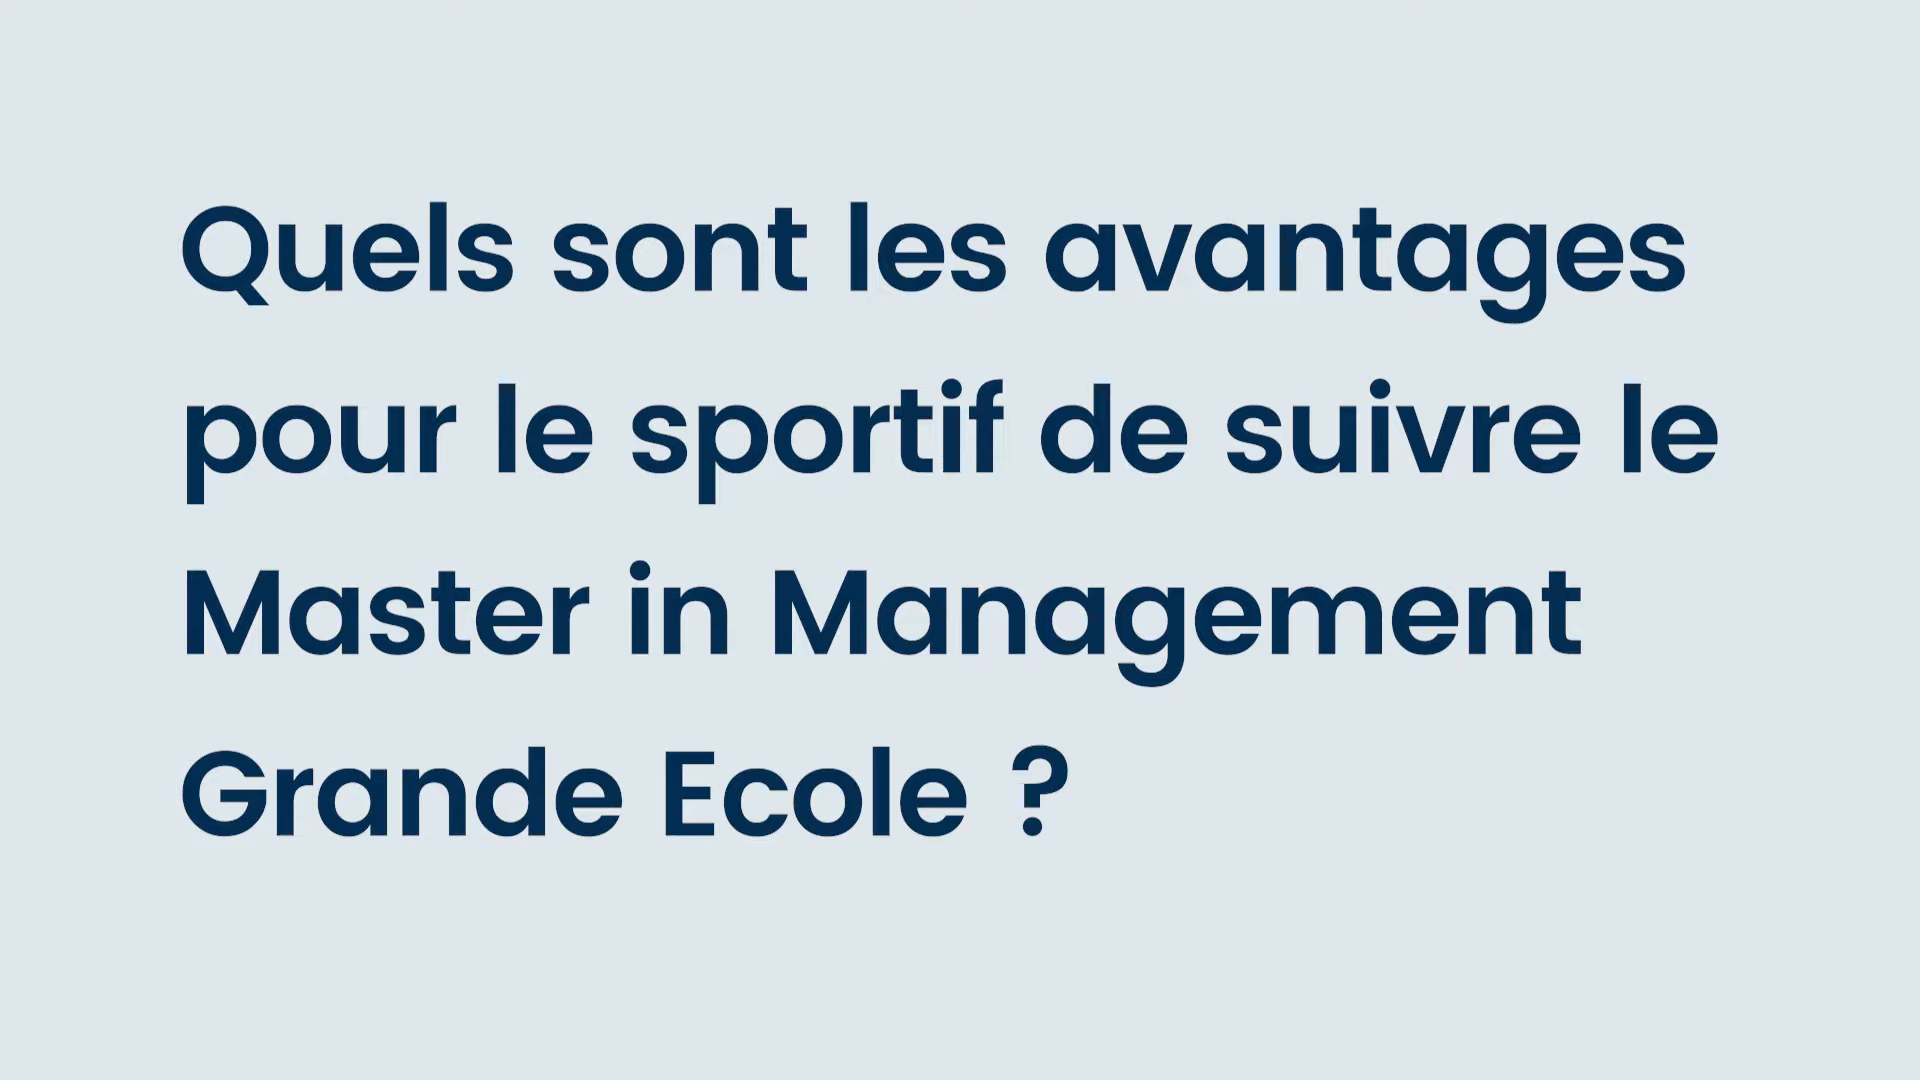 Quels sont les avantages
pour le sportif de suivre le
Master in Management
Grande Ecole ?